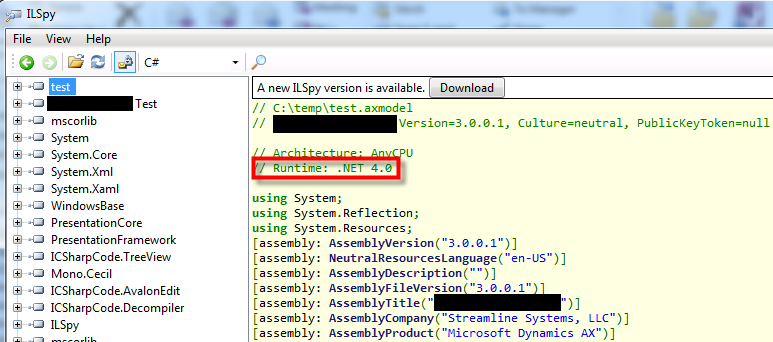 ILSpy
File View Help
C#
A new ILSpy version is available. Download
test
Test
mscorlib
System
System.Core
System.Xml
System.Xaml
WindowsBase
PresentationCore
PresentationFramework
ICSharpCode.TreeView
Mono.Cecil
ICSharpCode.AvalonEdit
ICSharpCode.Decompiler
ILSpy
mscorlib
// C:\temp\test.axmodel
// Version=3.0.0.1, Culture=neutral, PublicKeyToken=null
// Architecture: AnyCPU
// Runtime: .NET 4.0
using System;
using System.Reflection;
using System.Resources;
[assembly: AssemblyVersion("3.0.0.1")]
[assembly: NeutralResourcesLanguage("en-US")]
[assembly: AssemblyDescription("")]
[assembly: AssemblyFileVersion("3.0.0.1")]
[assembly: AssemblyTitle(" ")]
[assembly: AssemblyCompany("Streamline Systems, LLC")]
[assembly: AssemblyProduct("Microsoft Dynamics AX")]